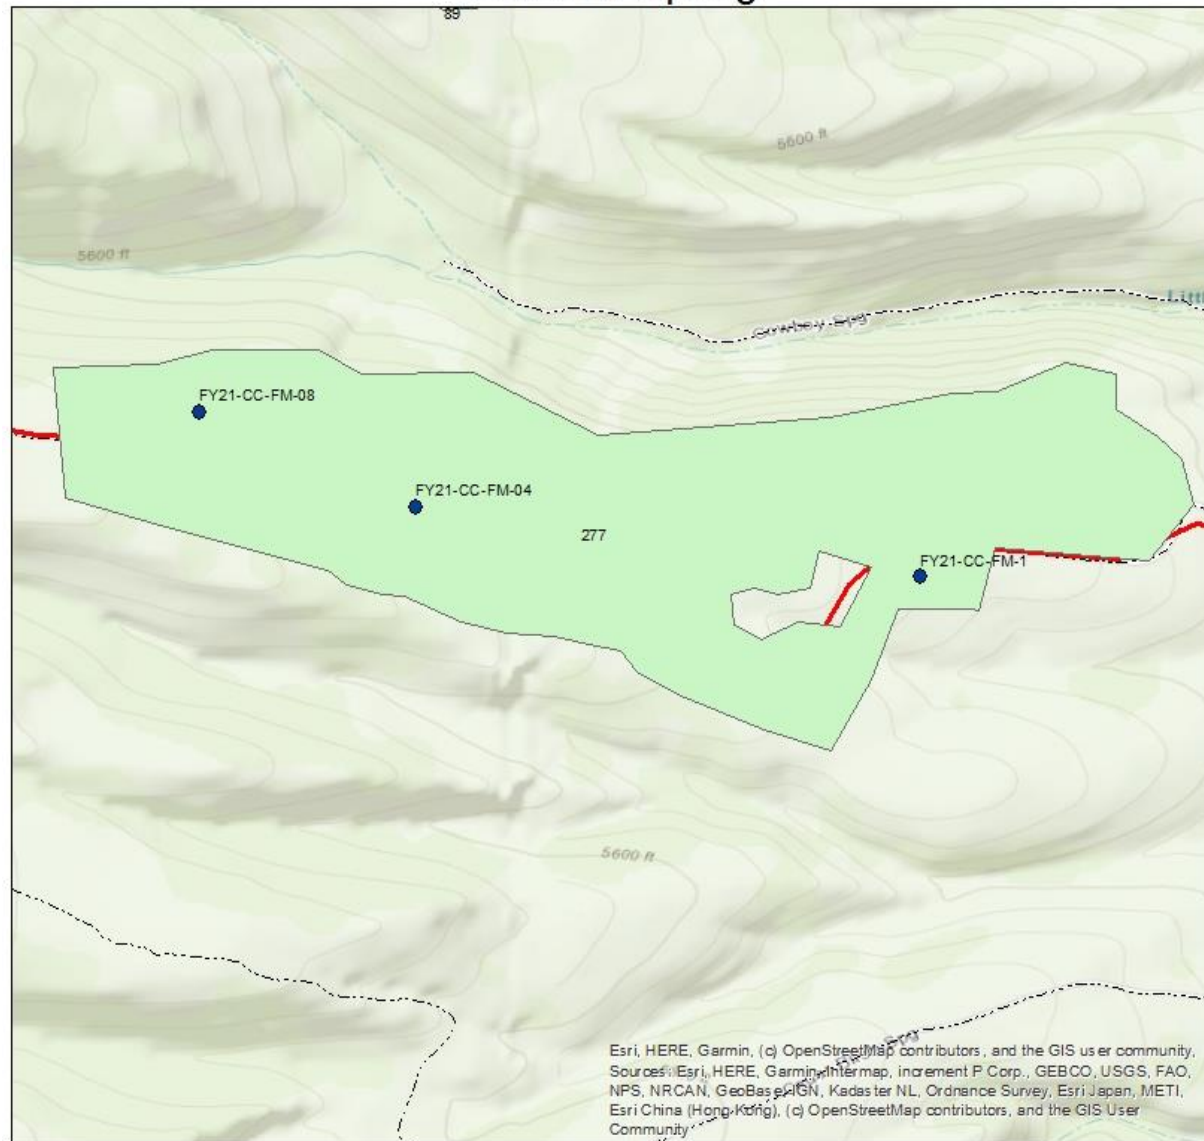 89
5600 ft
5600 ft
Cowboy Spg
FY21-CC-FM-08
FY21-CC-FM-04
277
FY21-CC-FM-1
5600 ft
Spg
Esri, HERE, Garmin, (c) OpenStreetMap contributors, and the GIS user community,
Sources: Esri, HERE, Garmin, Intermap, increment P Corp., GEBCO, USGS, FAO,
NPS, NRCAN, GeoBase, IGN, Kadaster NL, Ordnance Survey, Esri Japan, METI,
Esri China (Hong Kong), (c) OpenStreetMap contributors, and the GIS User
Community